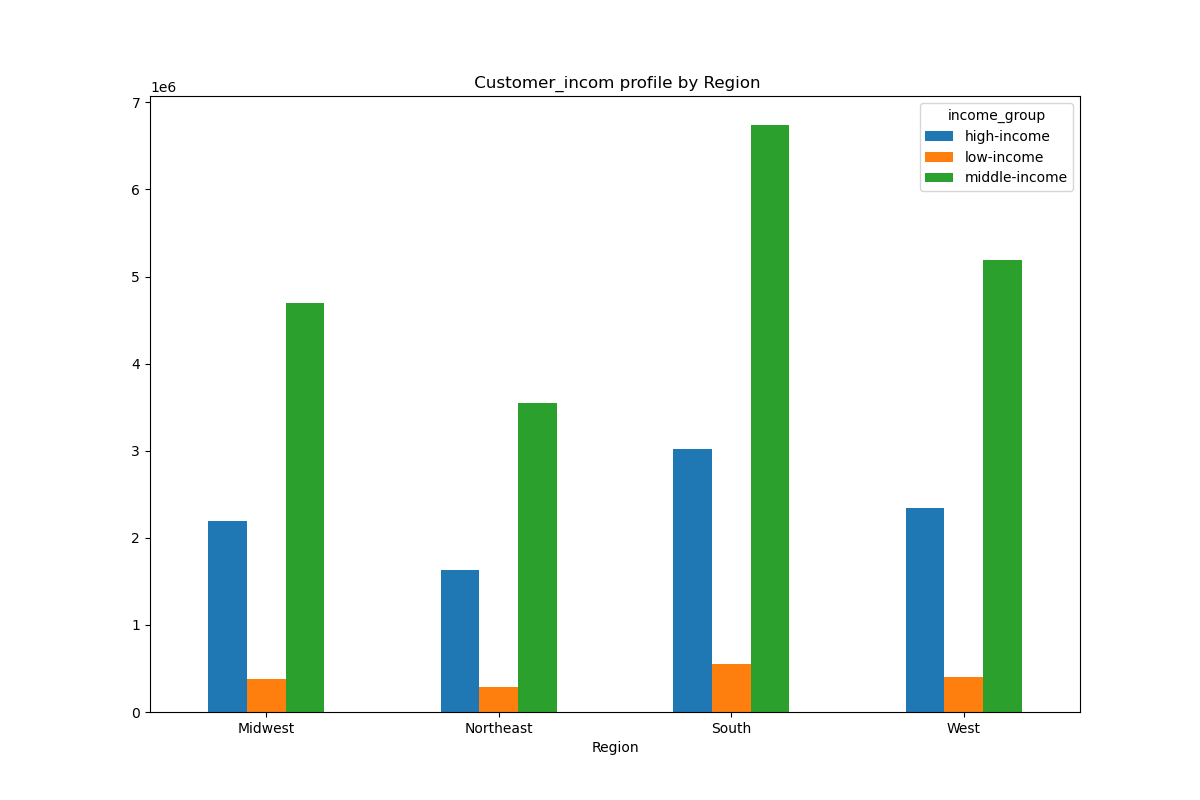 Customer_incom profile by Region
1e6
7
6
5
4
3
2
1
0
income_group
high-income
low-income
middle-income
Midwest Northeast South West
Region